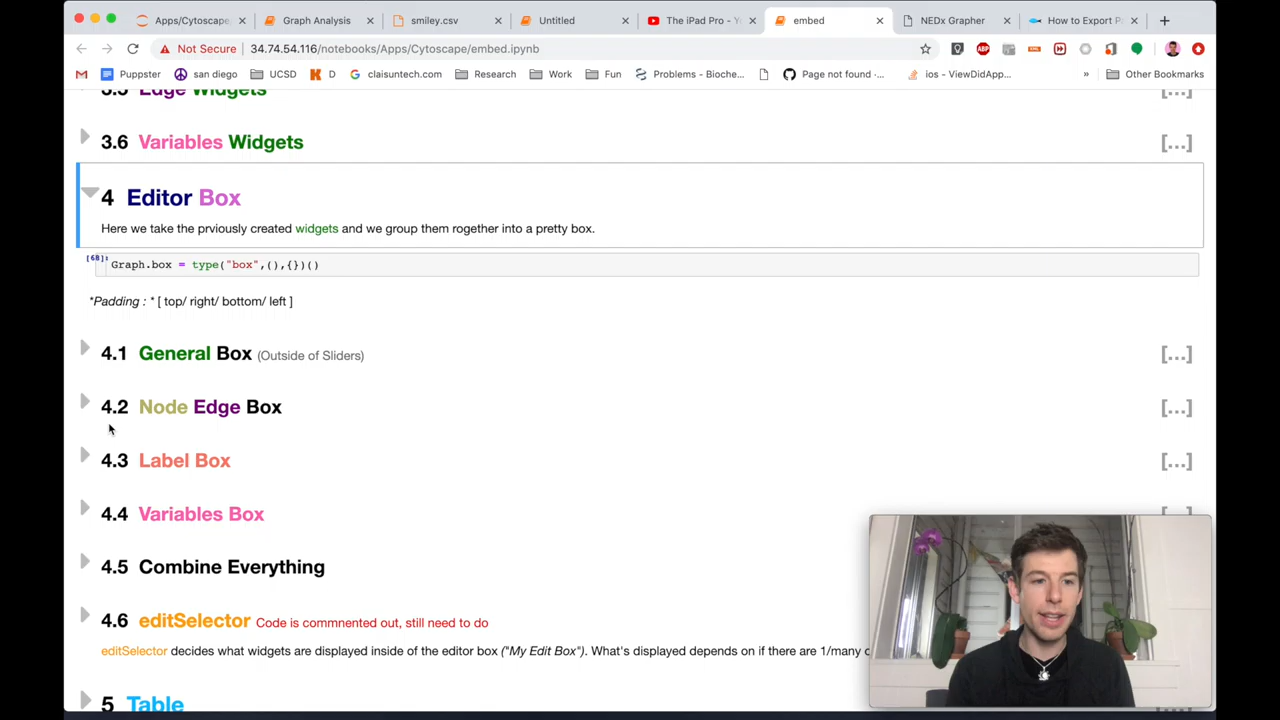 Apps/Cytoscape/ × Graph Analysis × smiley.csv × Untitled × The iPad Pro - Y × embed × NEDx Grapher × How to Export P × +
Not Secure | 34.74.54.116/notebooks/Apps/Cytoscape/embed.ipynb
Puppster san diego UCSD D claisuntech.com Research Work Fun Problems - Bioche... Page not found ·... ios - ViewDidApp... » Other Bookmarks
3.5 Edge Widgets [...]
3.6 Variables Widgets [...]
4 Editor Box
Here we take the prviously created widgets and we group them rogether into a pretty box.
[68]: Graph.box = type("box",(),{})()
*Padding : * [ top/ right/ bottom/ left ]
4.1 General Box (Outside of Sliders) [...]
4.2 Node Edge Box [...]
4.3 Label Box [...]
4.4 Variables Box [...]
4.5 Combine Everything
4.6 editSelector Code is commnented out, still need to do
editSelector decides what widgets are displayed inside of the editor box ("My Edit Box"). What's displayed depends on if there are 1/many
5 Table